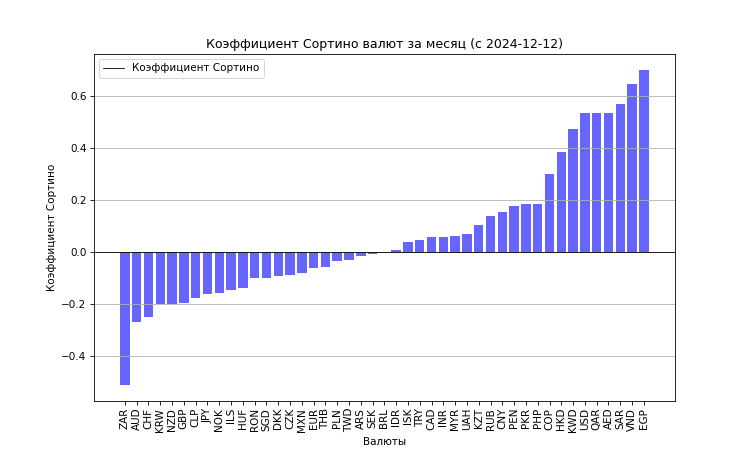 Коэффициент Сортино валют за месяц (с 2024-12-12)
Коэффициент Сортино
Коэффициент Сортино
0.6
0.4
0.2
0.0
−0.2
−0.4
ZAR AUD CHF KRW NZD GBP CLP JPY NOK ILS HUF RON SGD DKK CZK MXN EUR THB PLN TWD ARS SEK BRL IDR ISK TRY CAD INR MYR UAH KZT RUB CNY PEN PKR PHP COP HKD KWD USD QAR AED SAR VND EGP
Валюты